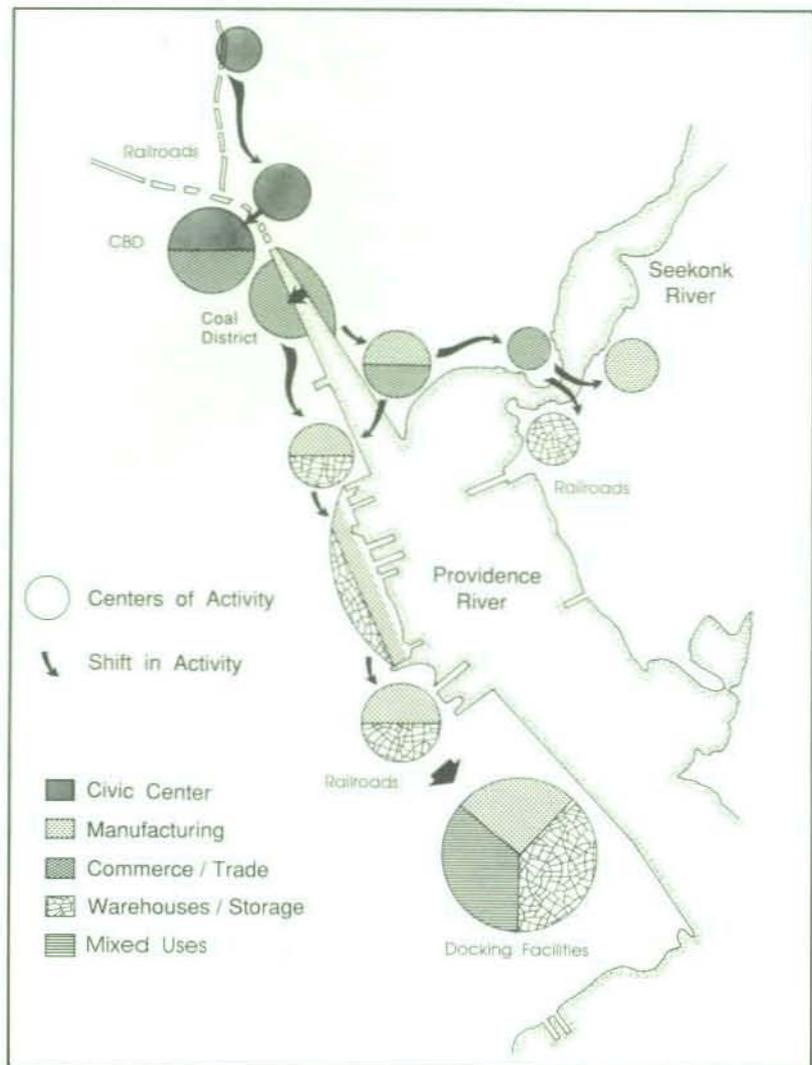 Railroads
CBD
Seekonk
River
Coal
District
Railroads
Providence
River
Centers of Activity
Shift in Activity
Railroads
Civic Center
Manufacturing
Commerce / Trade
Warehouses / Storage
Mixed Uses
Docking Facilities